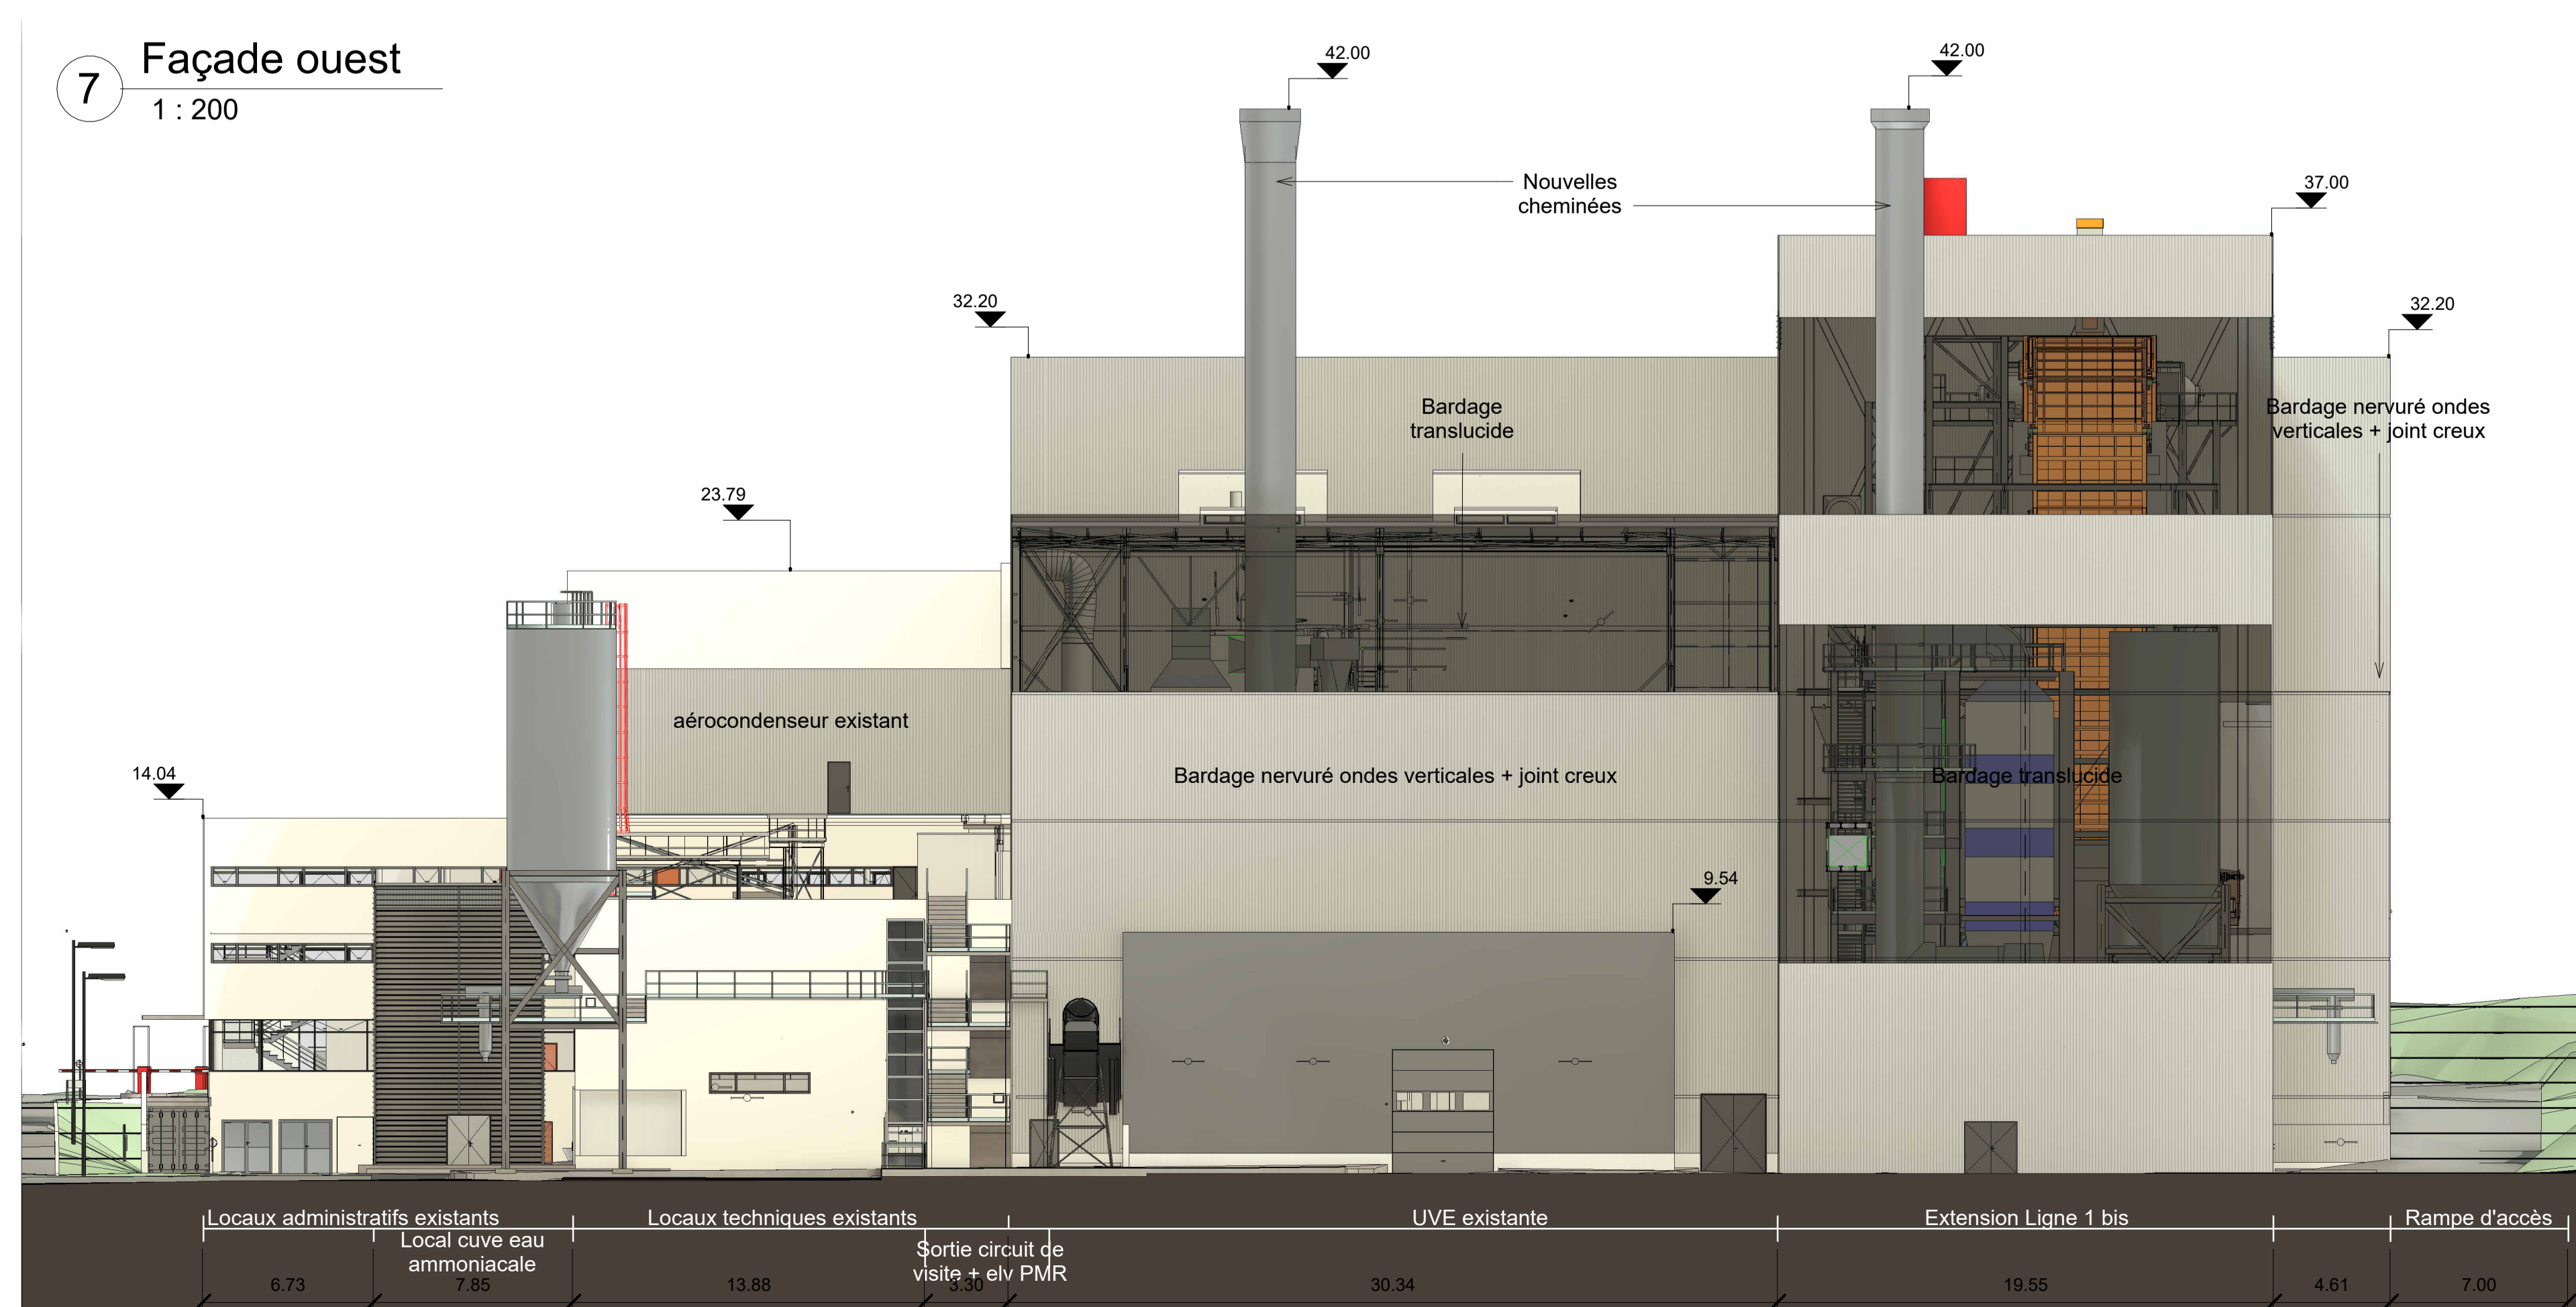 7
Façade ouest
1 : 200
42.00
42.00
Nouvelles
cheminées
37.00
32.20
32.20
Bardage
translucide
Bardage nervuré ondes
verticales + joint creux
23.79
aérocondenseur existant
14.04
Bardage nervuré ondes verticales + joint creux
Bardage translucide
9.54
Locaux administratifs existants
Locaux techniques existants
UVE existante
Extension Ligne 1 bis
Rampe d'accès
Local cuve eau
ammoniacale
Sortie circuit de
visite + elv PMR
6.73
7.85
13.88
3.30
30.34
19.55
4.61
7.00